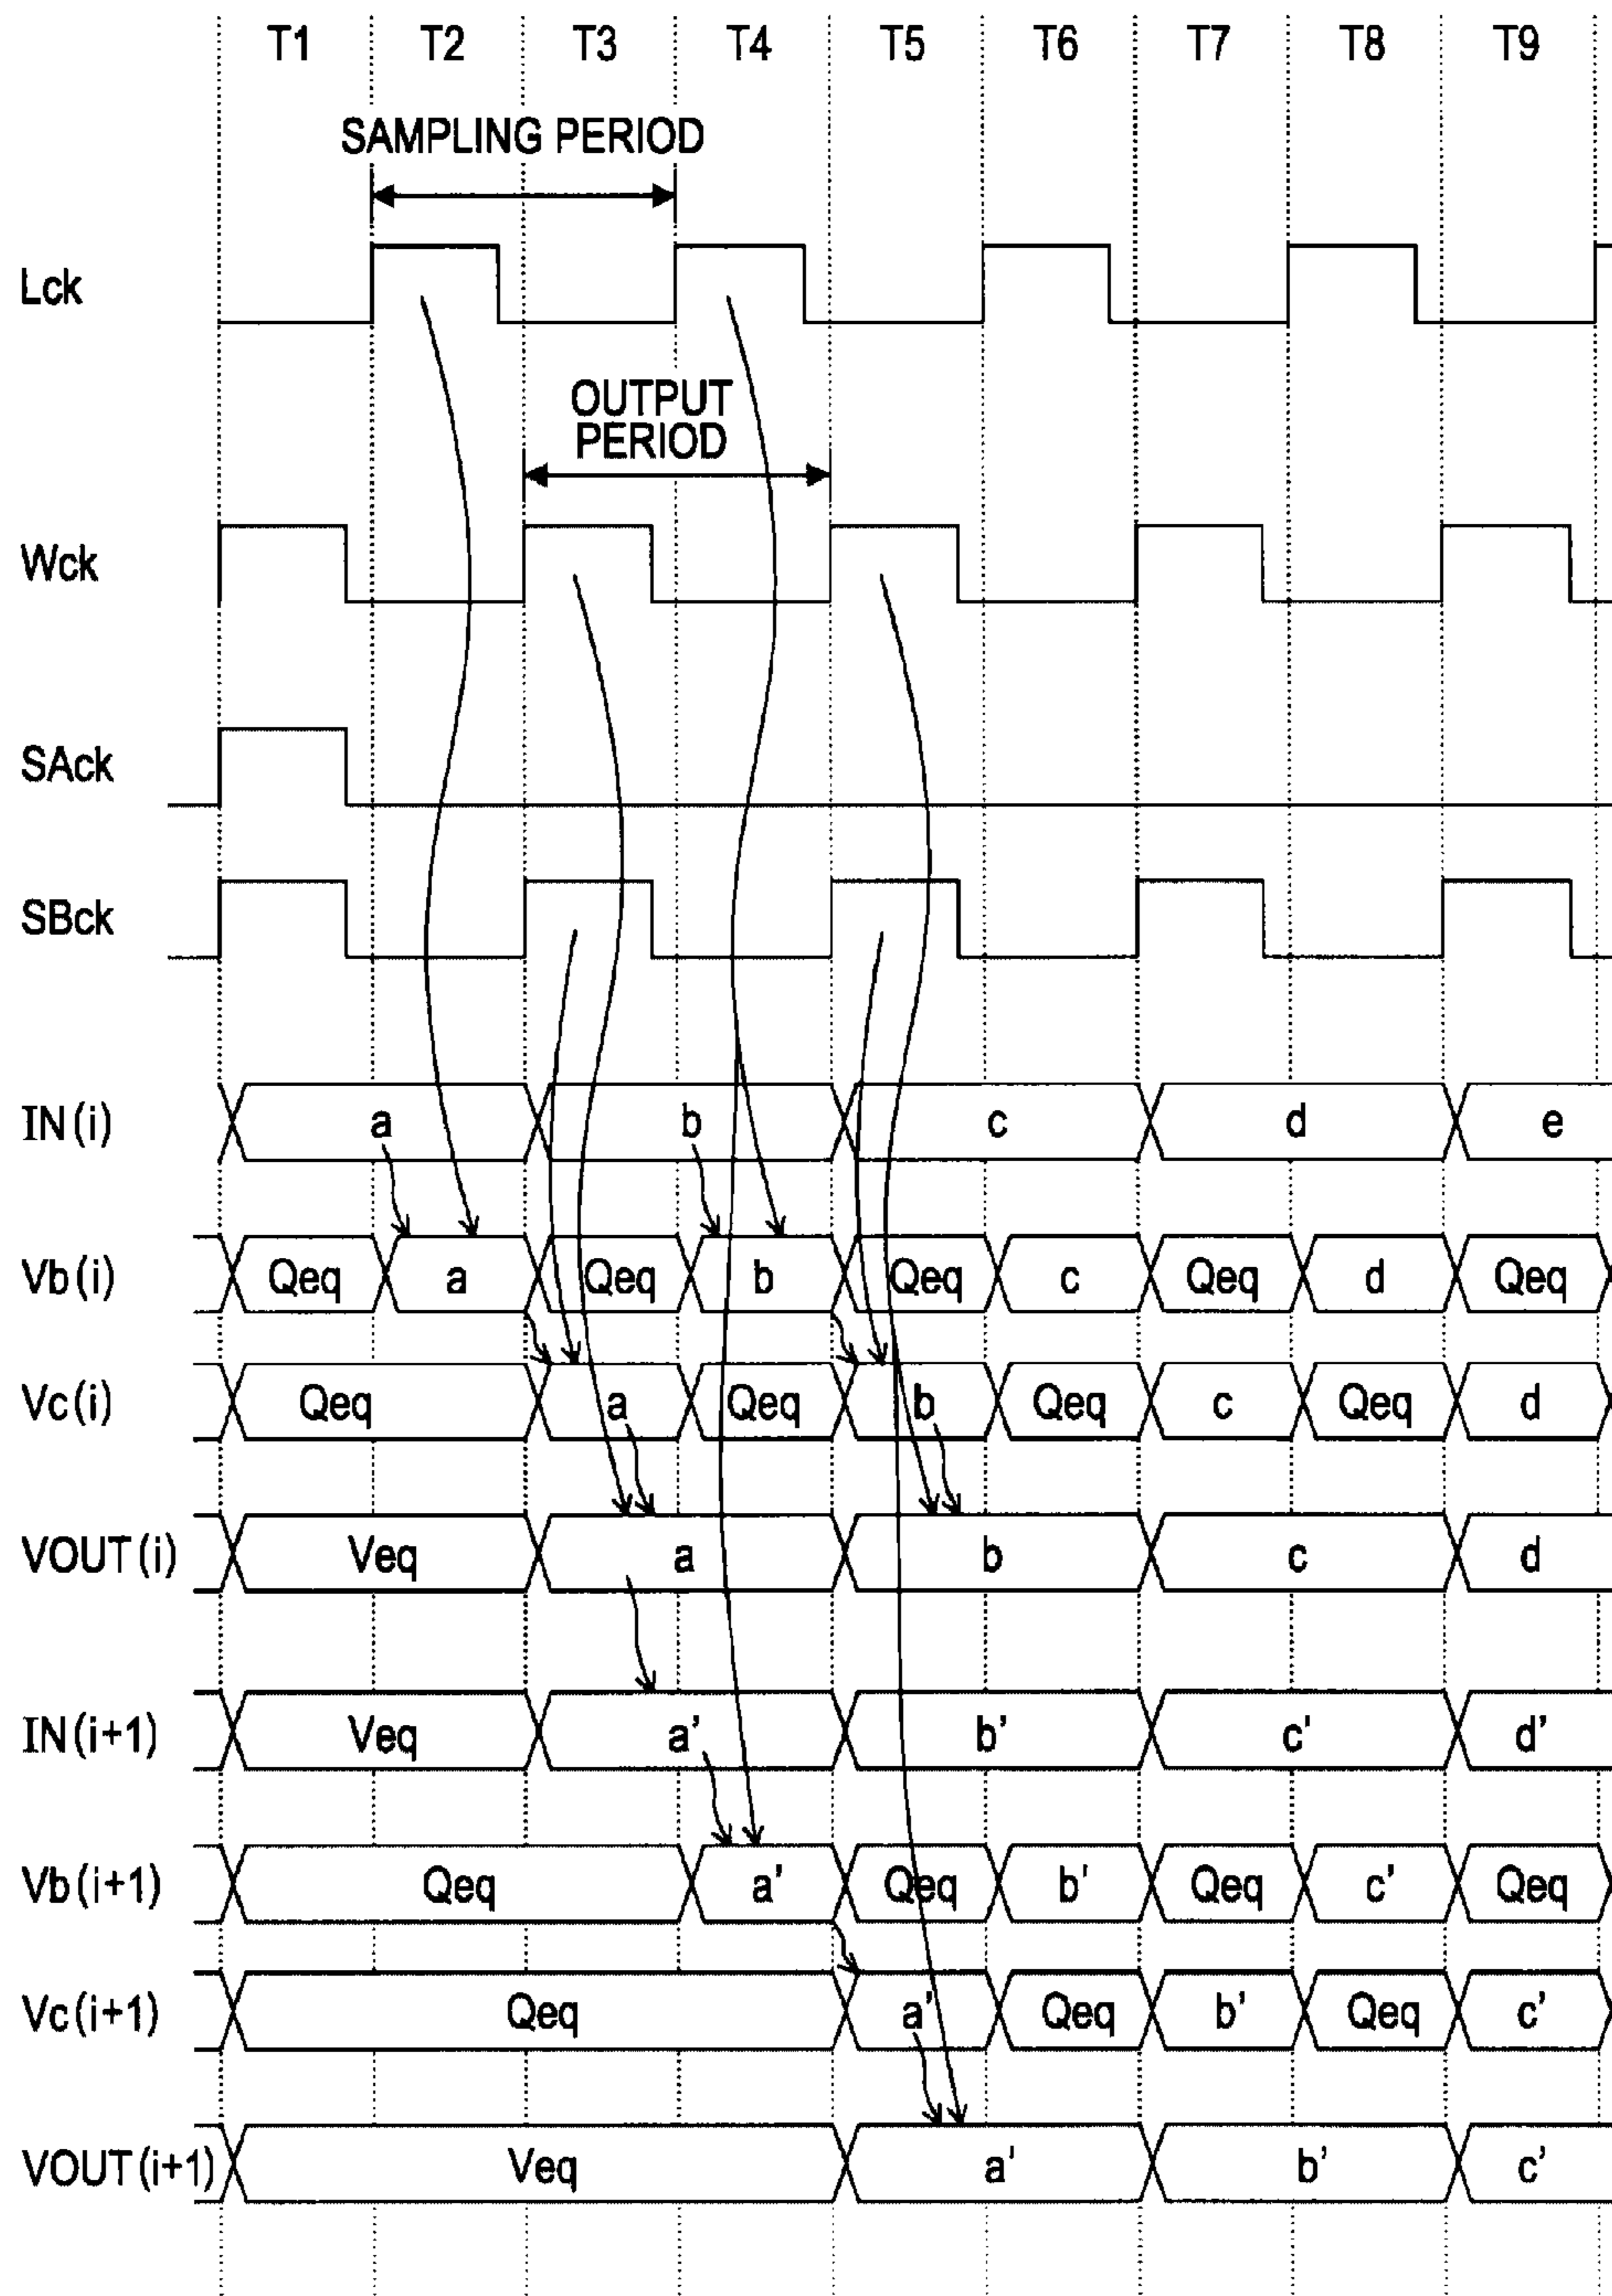 T1 T2 T3 T4 T5 T6 T7 T8 T9
SAMPLING PERIOD
Lck
OUTPUT
PERIOD
Wck
SAck
SBck
IN(i) a b c d e
Vb(i) Qeq a Qeq b Qeq c Qeq d Qeq
Vc(i) Qeq a Qeq b Qeq c Qeq d
VOUT(i) Veq a b c d
IN(i+1) Veq a' b' c' d'
Vb(i+1) Qeq a' Qeq b' Qeq c' Qeq
Vc(i+1) Qeq a' Qeq b' Qeq c'
VOUT(i+1) Veq a' b' c'